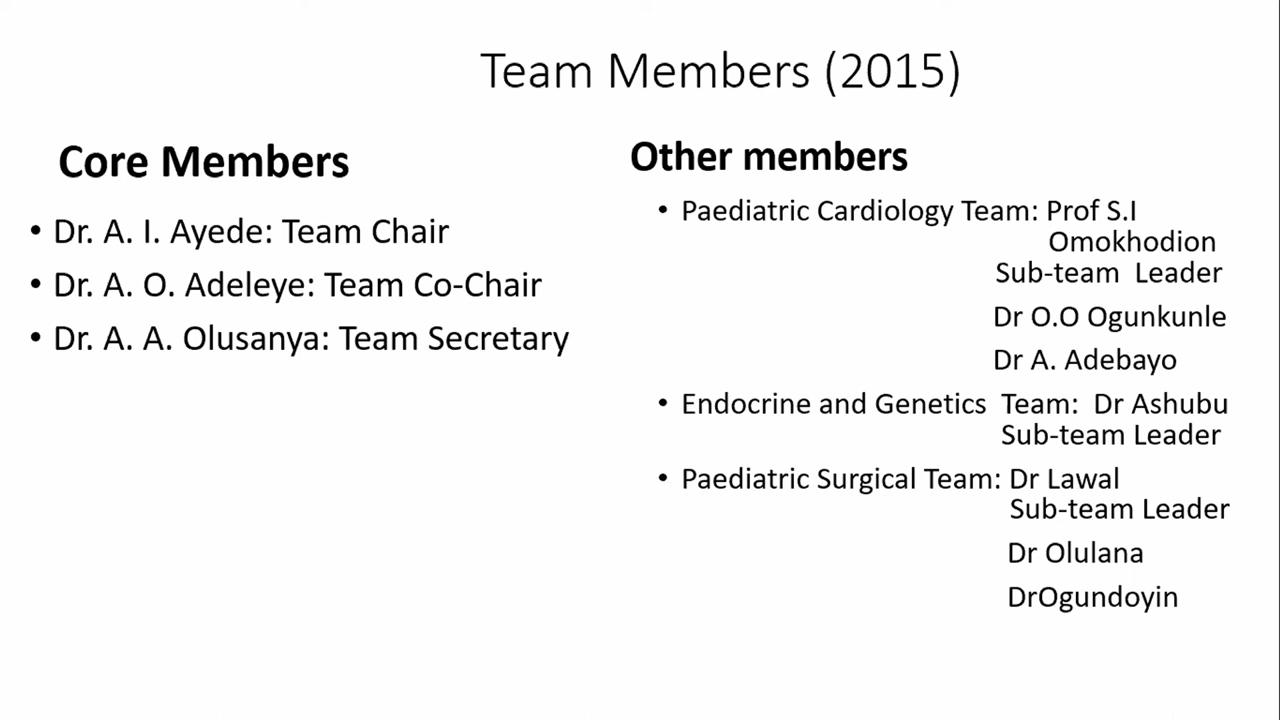 Team Members (2015)
Core Members
• Dr. A. I. Ayede: Team Chair
• Dr. A. O. Adeleye: Team Co-Chair
• Dr. A. A. Olusanya: Team Secretary
Other members
• Paediatric Cardiology Team: Prof S.I
Omokhodion
Sub-team Leader
Dr O.O Ogunkunle
Dr A. Adebayo
• Endocrine and Genetics Team: Dr Ashubu
Sub-team Leader
• Paediatric Surgical Team: Dr Lawal
Sub-team Leader
Dr Olulana
DrOgundoyin